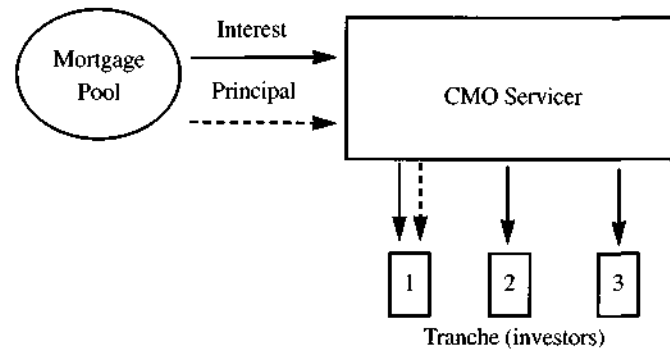 Mortgage
Pool
Interest
Principal
CMO Servicer
1
2
3
Tranche (investors)